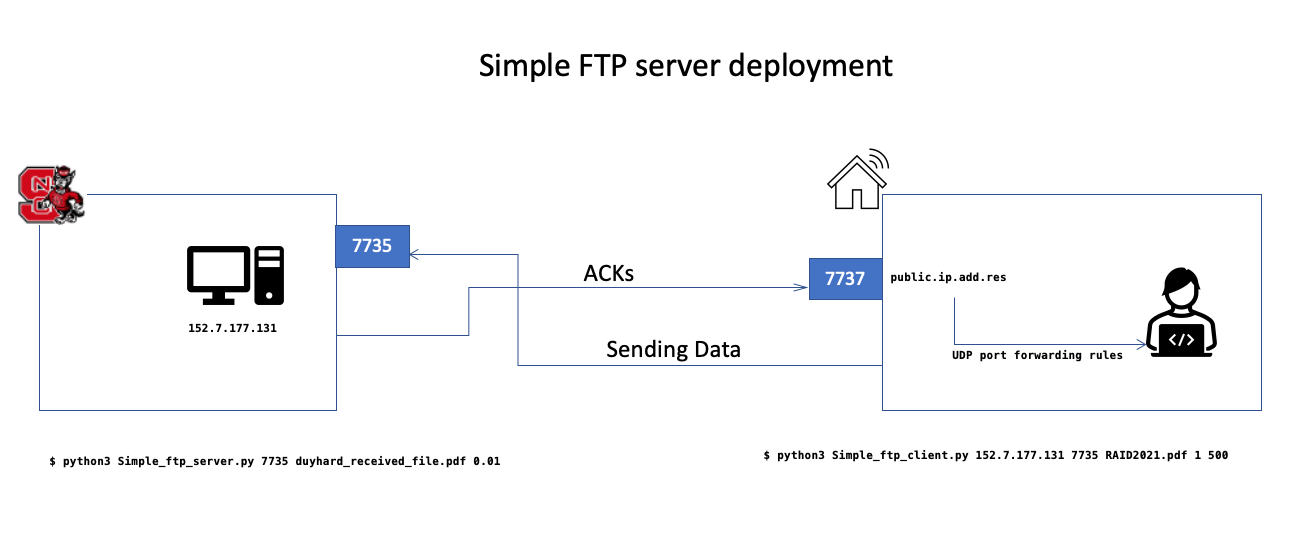 Simple FTP server deployment
NC
S
7735
ACKs
7737
public.ip.add.res
152.7.177.131
Sending Data
UDP port forwarding rules
$ python3 Simple_ftp_server.py 7735 duyhard_received_file.pdf 0.01
$ python3 Simple_ftp_client.py 152.7.177.131 7735 RAID2021.pdf 1 500